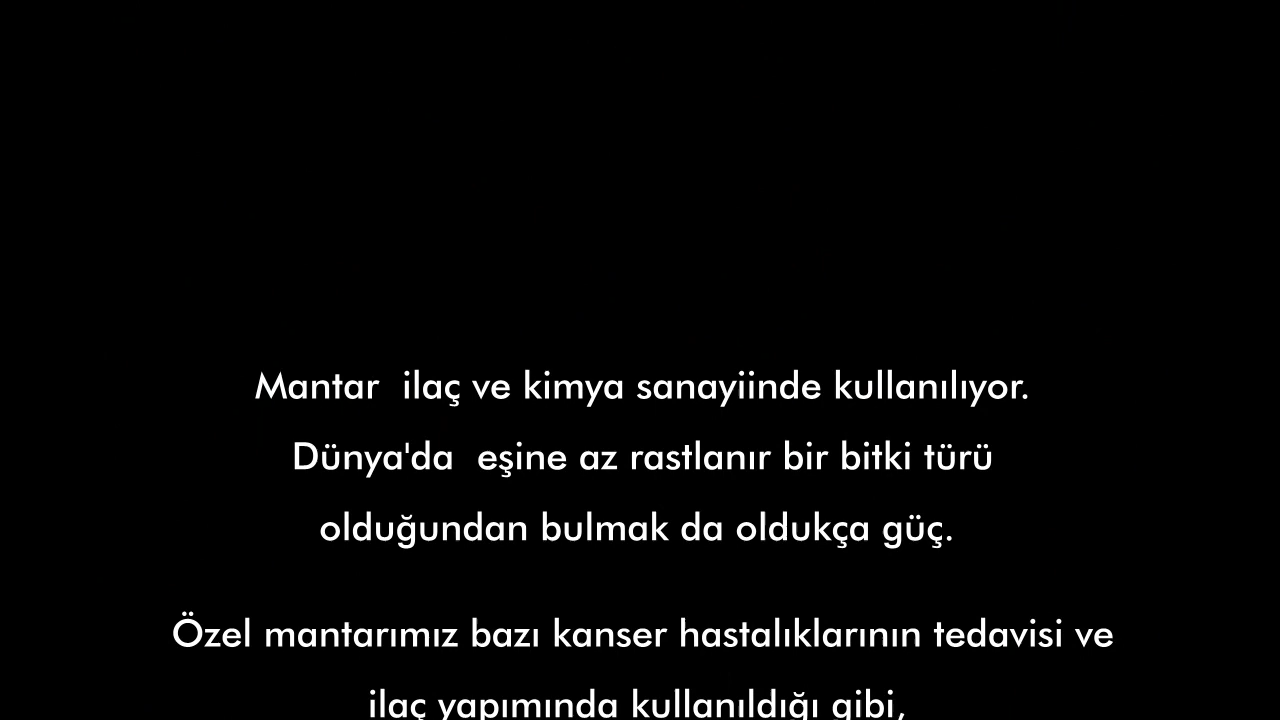 Mantar  ilaç ve kimya sanayiinde kullanılıyor.
Dünya'da  eşine az rastlanır bir bitki türü
olduğundan bulmak da oldukça güç.
Özel mantarımız bazı kanser hastalıklarının tedavisi ve
ilaç yapımında kullanıldığı gibi,